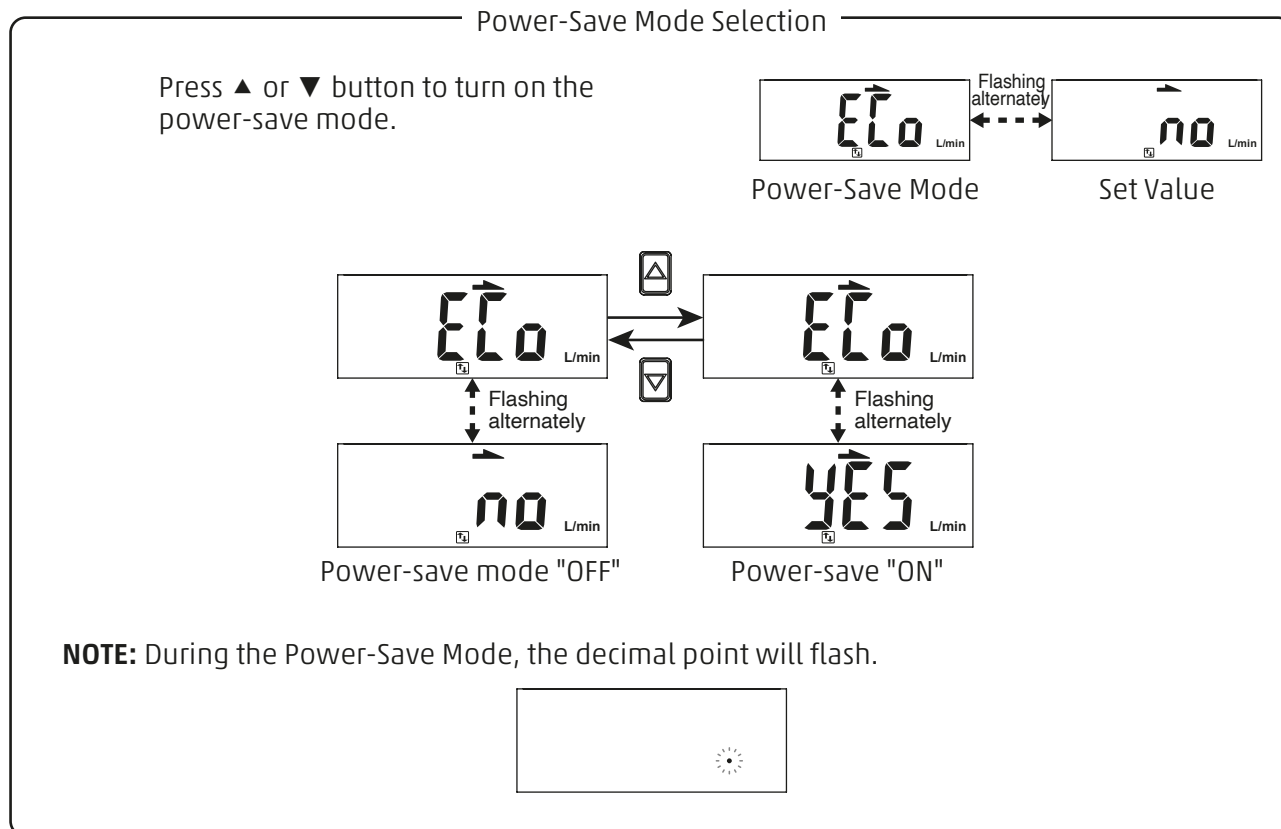 Power-Save Mode Selection
Press ▲ or ▼ button to turn on the
power-save mode.
Flashing
alternately
ECo L/min
no L/min
Power-Save Mode
Set Value
ECo L/min
ECo L/min
Flashing
alternately
Flashing
alternately
no L/min
yES L/min
Power-save mode "OFF"
Power-save "ON"
NOTE: During the Power-Save Mode, the decimal point will flash.